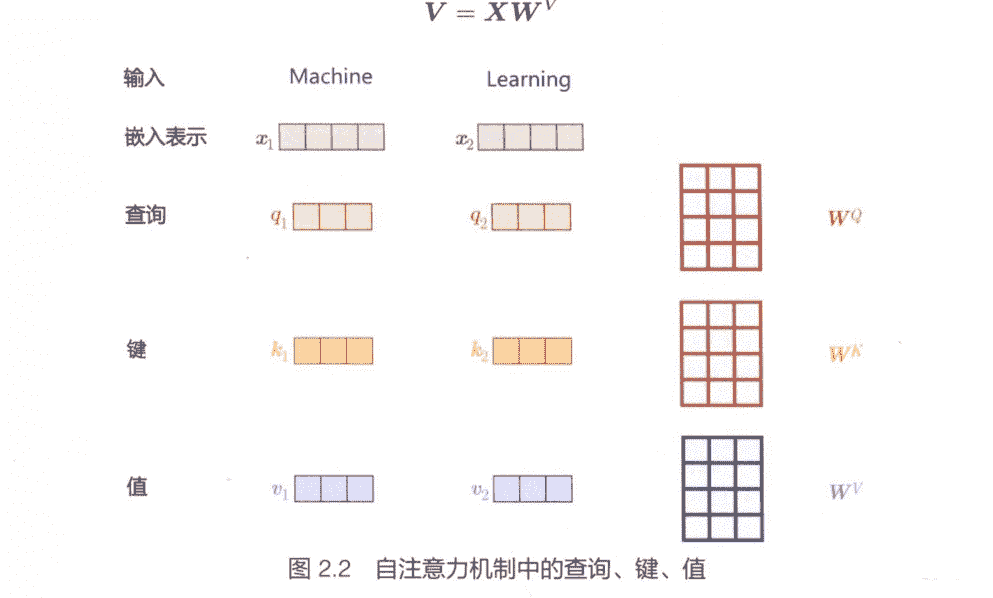 V = XW^V
输入 Machine Learning
嵌入表示 x₁ x₂
查询 q₁ q₂ W^Q
键 k₁ k₂ W^K
值 v₁ v₂ W^V
图 2.2 自注意力机制中的查询、键、值